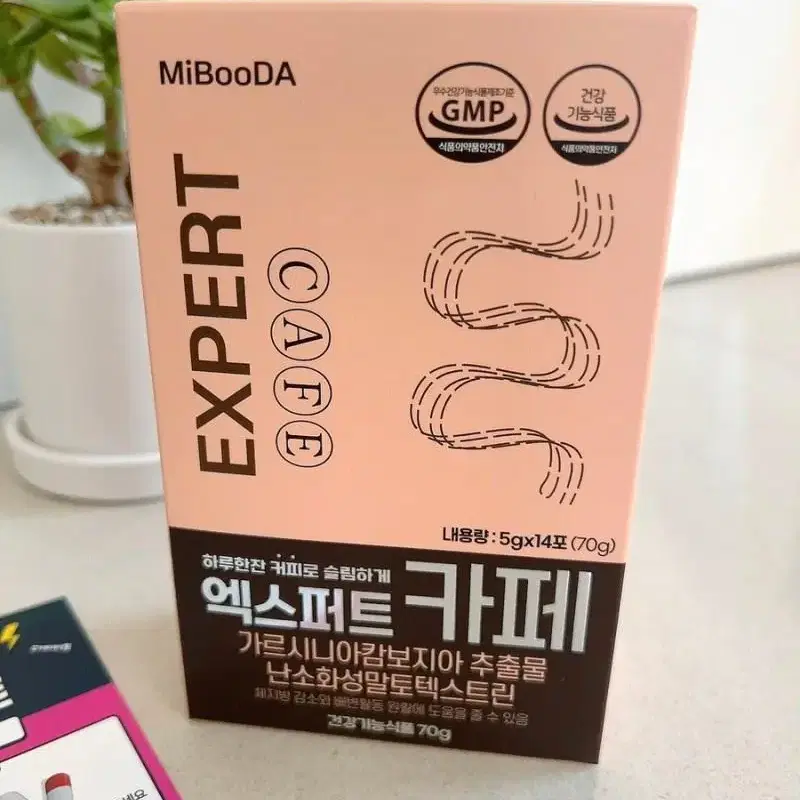 MiBooDA
우수건강기능식품제조기준
GMP
식품의약품안전처
건강
기능식품
식품의약품안전처
EXPERT
CAFE
내용량 : 5gx14포 (70g)
하루한잔 커피로 슬림하게
엑스퍼트 카페
가르시니아캄보지아 추출물
난소화성말토덱스트린
체지방 감소와 배변활동 원활에 도움을 줄 수 있음
건강기능식품 70g